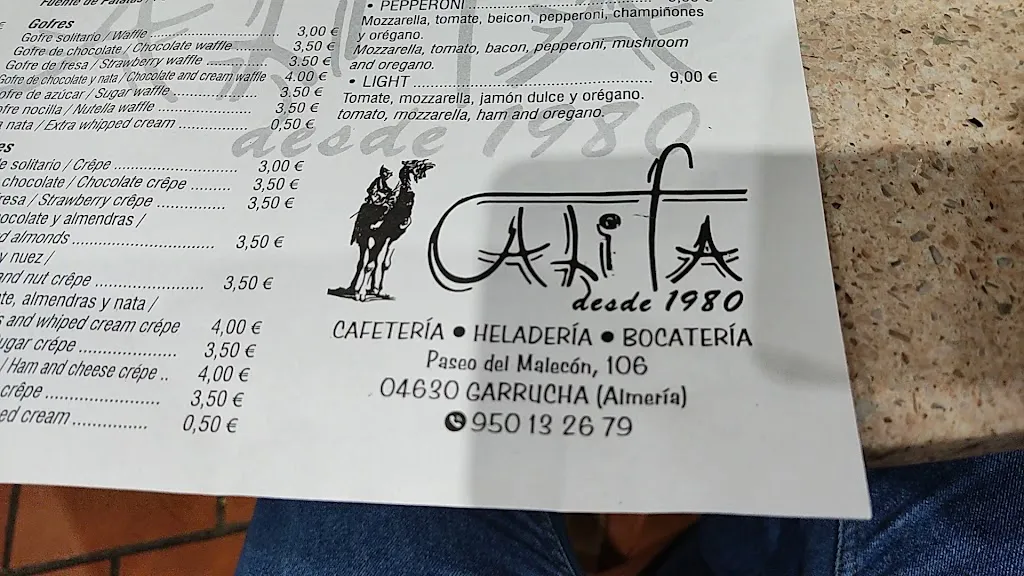 Gofres
Gofre solitario / Waffle 3,00 €
Gofre de chocolate / Chocolate waffle 3,50 €
Gofre de fresa / Strawberry waffle 3.50 €
Gofre de chocolate y nata / Chocolate and cream waffle 4.00 €
ofre de azúcar / Sugar waffle 3.50 €
ofre nocilla / Nutella waffle 3,50 €
a nata / Extra whipped cream 0,50 €
es
e solitario / Crêpe 3,00 €
chocolate / Chocolate crêpe 3,50 €
resa / Strawberry crêpe 3,50 €
ocolate y almendras /
d almonds 3,50 €
y nuez /
and nut crêpe 3,50 €
te, almendras y nata /
s and whiped cream crêpe 4,00 €
ugar crêpe 3,50 €
/ Ham and cheese crêpe 4,00 €
crêpe 3,50 €
ed cream 0,50 €
• PEPPERONI
Mozzarella, tomate, beicon, pepperoni, champiñones
y orégano.
Mozzarella, tomato, bacon, pepperoni, mushroom
and oregano.
• LIGHT 9,00 €
Tomate, mozzarella, jamón dulce y orégano.
tomato, mozzarella, ham and oregano.
desde 1980
CALIFA
desde 1980
CAFETERÍA • HELADERÍA • BOCATERÍA
Paseo del Malecón, 106
04630 GARRUCHA (Almería)
950 13 26 79